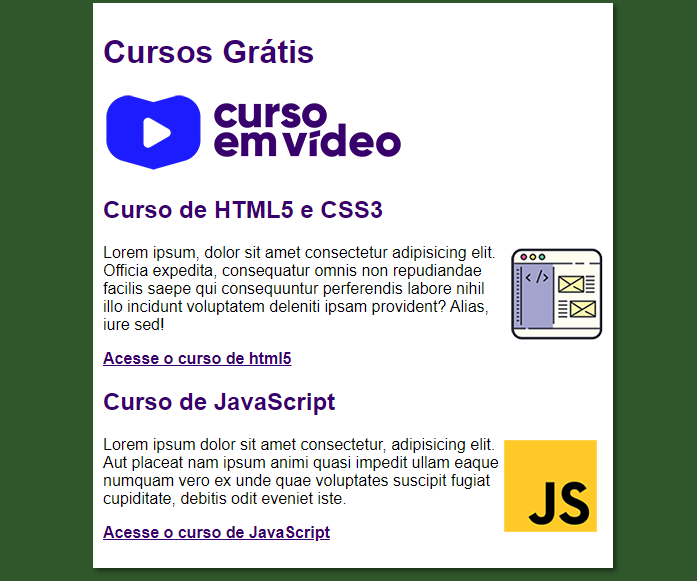 Cursos Grátis
curso
em vídeo
Curso de HTML5 e CSS3
Lorem ipsum, dolor sit amet consectetur adipisicing elit.
Officia expedita, consequatur omnis non repudiandae
facilis saepe qui consequuntur perferendis labore nihil
illo incidunt voluptatem deleniti ipsam provident? Alias,
iure sed!
</>
Acesse o curso de html5
Curso de JavaScript
Lorem ipsum dolor sit amet consectetur, adipisicing elit.
Aut placeat nam ipsum animi quasi impedit ullam eaque
numquam vero ex unde quae voluptates suscipit fugiat
cupiditate, debitis odit eveniet iste.
JS
Acesse o curso de JavaScript